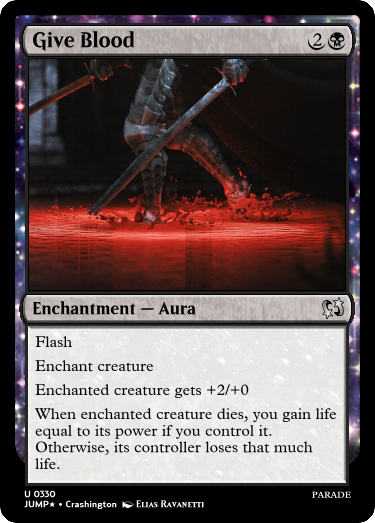 Give Blood 2
Enchantment — Aura
Flash
Enchant creature
Enchanted creature gets +2/+0
When enchanted creature dies, you gain life
equal to its power if you control it.
Otherwise, its controller loses that much
life.
U 0330
JUMP★ • Crashington Elias Ravanetti
PARADE